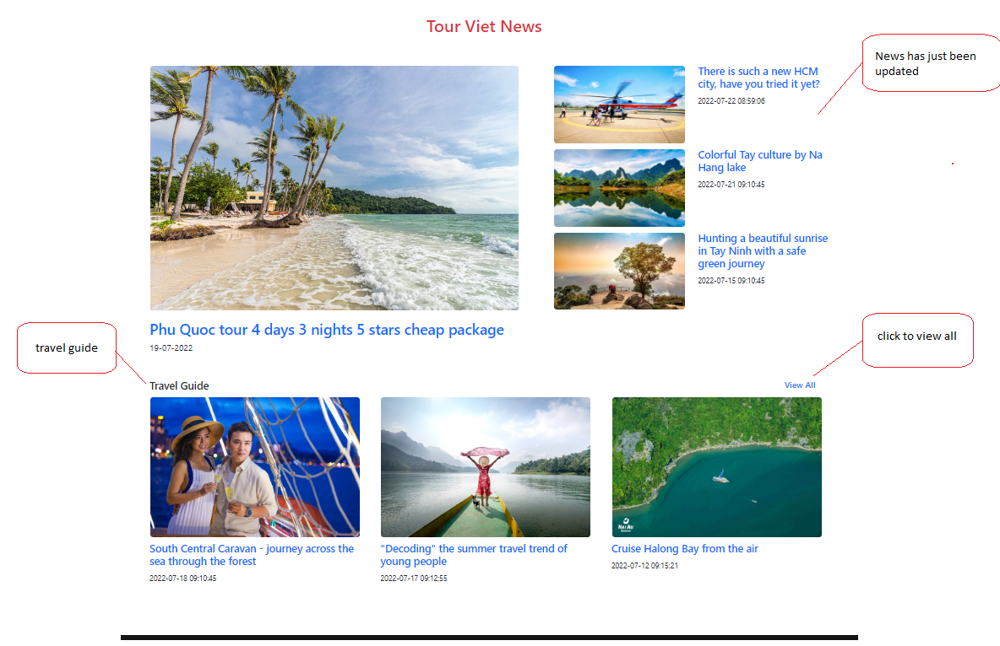 Tour Viet News
News has just been
updated
There is such a new HCM
city, have you tried it yet?
2022-07-22 08:59:06
Colorful Tay culture by Na
Hang lake
2022-07-21 09:10:45
Hunting a beautiful sunrise
in Tay Ninh with a safe
green journey
2022-07-15 09:10:45
Phu Quoc tour 4 days 3 nights 5 stars cheap package
19-07-2022
travel guide
click to view all
Travel Guide
View All
HAI AU
South Central Caravan - journey across the
sea through the forest
2022-07-18 09:10:45
"Decoding" the summer travel trend of
young people
2022-07-17 09:12:55
Cruise Halong Bay from the air
2022-07-12 09:15:21